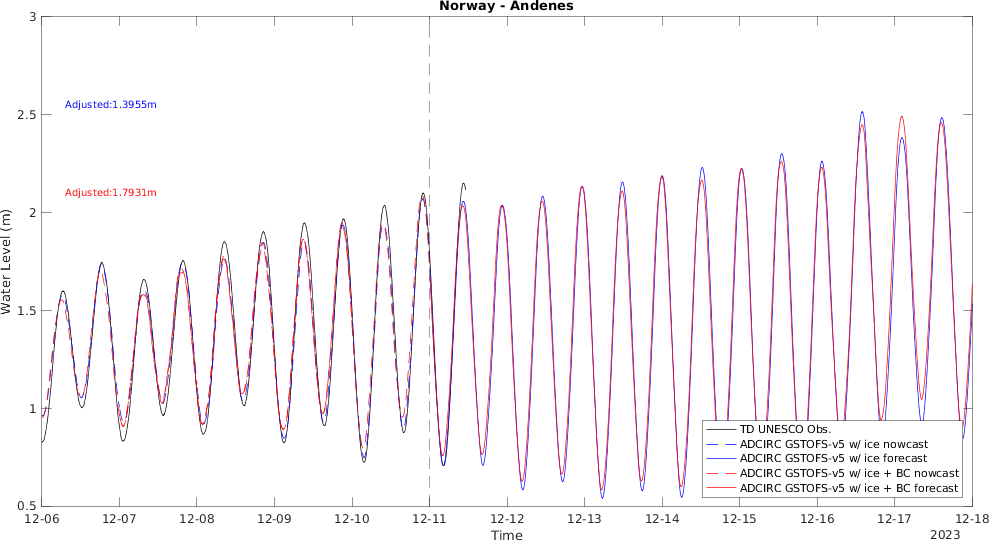 Norway - Andenes
3
2.5
2
1.5
1
0.5
Water Level (m)
Adjusted:1.3955m
Adjusted:1.7931m
TD UNESCO Obs.
ADCIRC GSTOFS-v5 w/ ice nowcast
ADCIRC GSTOFS-v5 w/ ice forecast
ADCIRC GSTOFS-v5 w/ ice + BC nowcast
ADCIRC GSTOFS-v5 w/ ice + BC forecast
12-06 12-07 12-08 12-09 12-10 12-11 12-12 12-13 12-14 12-15 12-16 12-17 12-18
Time
2023